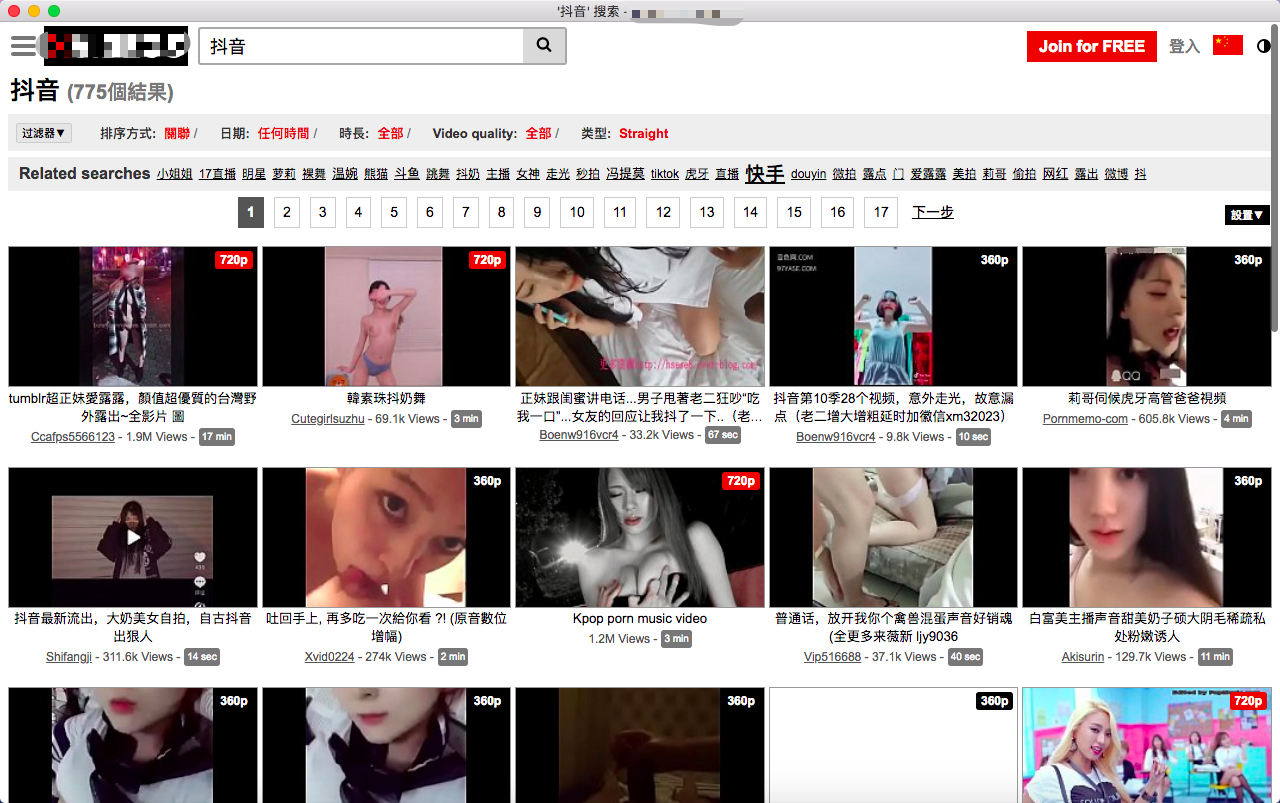 '抖音' 搜索 -
抖音
Join for FREE
登入
抖音 (775個結果)
过滤器▼ 排序方式: 關聯 / 日期: 任何時間 / 時長: 全部 / Video quality: 全部 / 类型: Straight
Related searches 小姐姐 17直播 明星 萝莉 裸舞 温婉 熊猫 斗鱼 跳舞 抖奶 主播 女神 走光 秒拍 冯提莫 tiktok 虎牙 直播 快手 douyin 微拍 露点 门 爱露露 美拍 莉哥 偷拍 网红 露出 微博 抖
1 2 3 4 5 6 7 8 9 10 11 12 13 14 15 16 17 下一步
設置▼
720p
720p
壹色网.COM
97YASE.COM
360p
QQ
360p
tumblr超正妹愛露露，顏值超優質的台灣野
外露出~全影片 圖
Ccafps5566123 - 1.9M Views - 17 min
韓素珠抖奶舞
Cutegirlsuzhu - 69.1k Views - 3 min
正妹跟闺蜜讲电话...男子甩著老二狂吵“吃
我一口”...女友的回应让我抖了一下..（老…
Boenw916vcr4 - 33.2k Views - 67 sec
抖音第10季28个视频，意外走光，故意漏
点（老二增大增粗延时加徽信xm32023）
Boenw916vcr4 - 9.8k Views - 10 sec
莉哥伺候虎牙高管爸爸视频
Pornmemo-com - 605.8k Views - 4 min
360p
720p
360p
抖音最新流出，大奶美女自拍，自古抖音
出狠人
Shifangji - 311.6k Views - 14 sec
吐回手上, 再多吃一次給你看 ?! (原音數位
增幅)
Xvid0224 - 274k Views - 2 min
Kpop porn music video
1.2M Views - 3 min
普通话，放开我你个禽兽混蛋声音好销魂
(全更多来薇新 ljy9036
Vip516688 - 37.1k Views - 40 sec
白富美主播声音甜美奶子硕大阴毛稀疏私
处粉嫩诱人
Akisurin - 129.7k Views - 11 min
360p
360p
360p
360p
720p